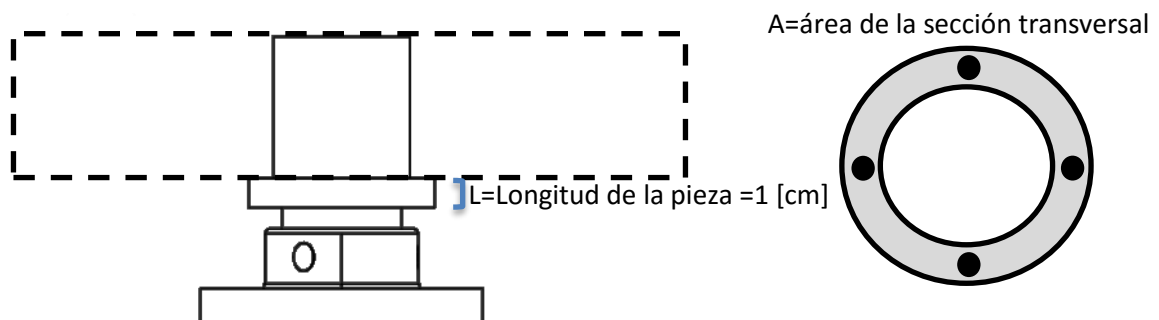 A=área de la sección transversal
L=Longitud de la pieza =1 [cm]